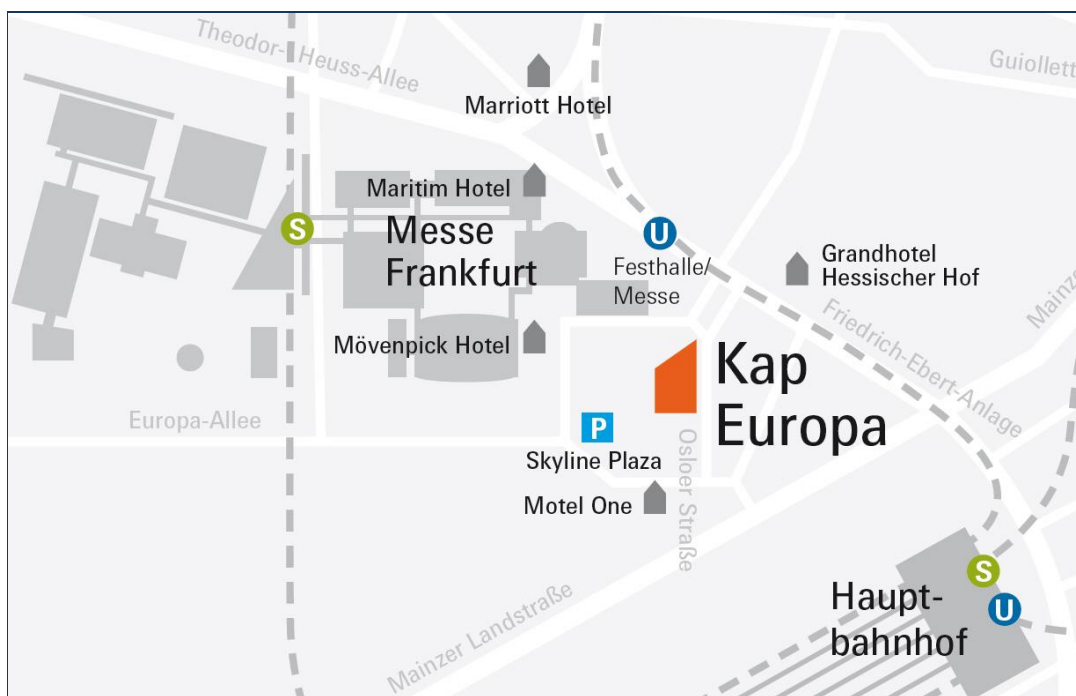 Theodor-Heuss-Allee
Guiollett
Marriott Hotel
Maritim Hotel
S
Messe
Frankfurt
U
Festhalle/
Messe
Grandhotel
Hessischer Hof
Mainze
Friedrich-Ebert-Anlage
Mövenpick Hotel
Kap
Europa
Europa-Allee
P
Skyline Plaza
Osloer Straße
Motel One
Mainzer Landstraße
S
U
Haupt-
bahnhof